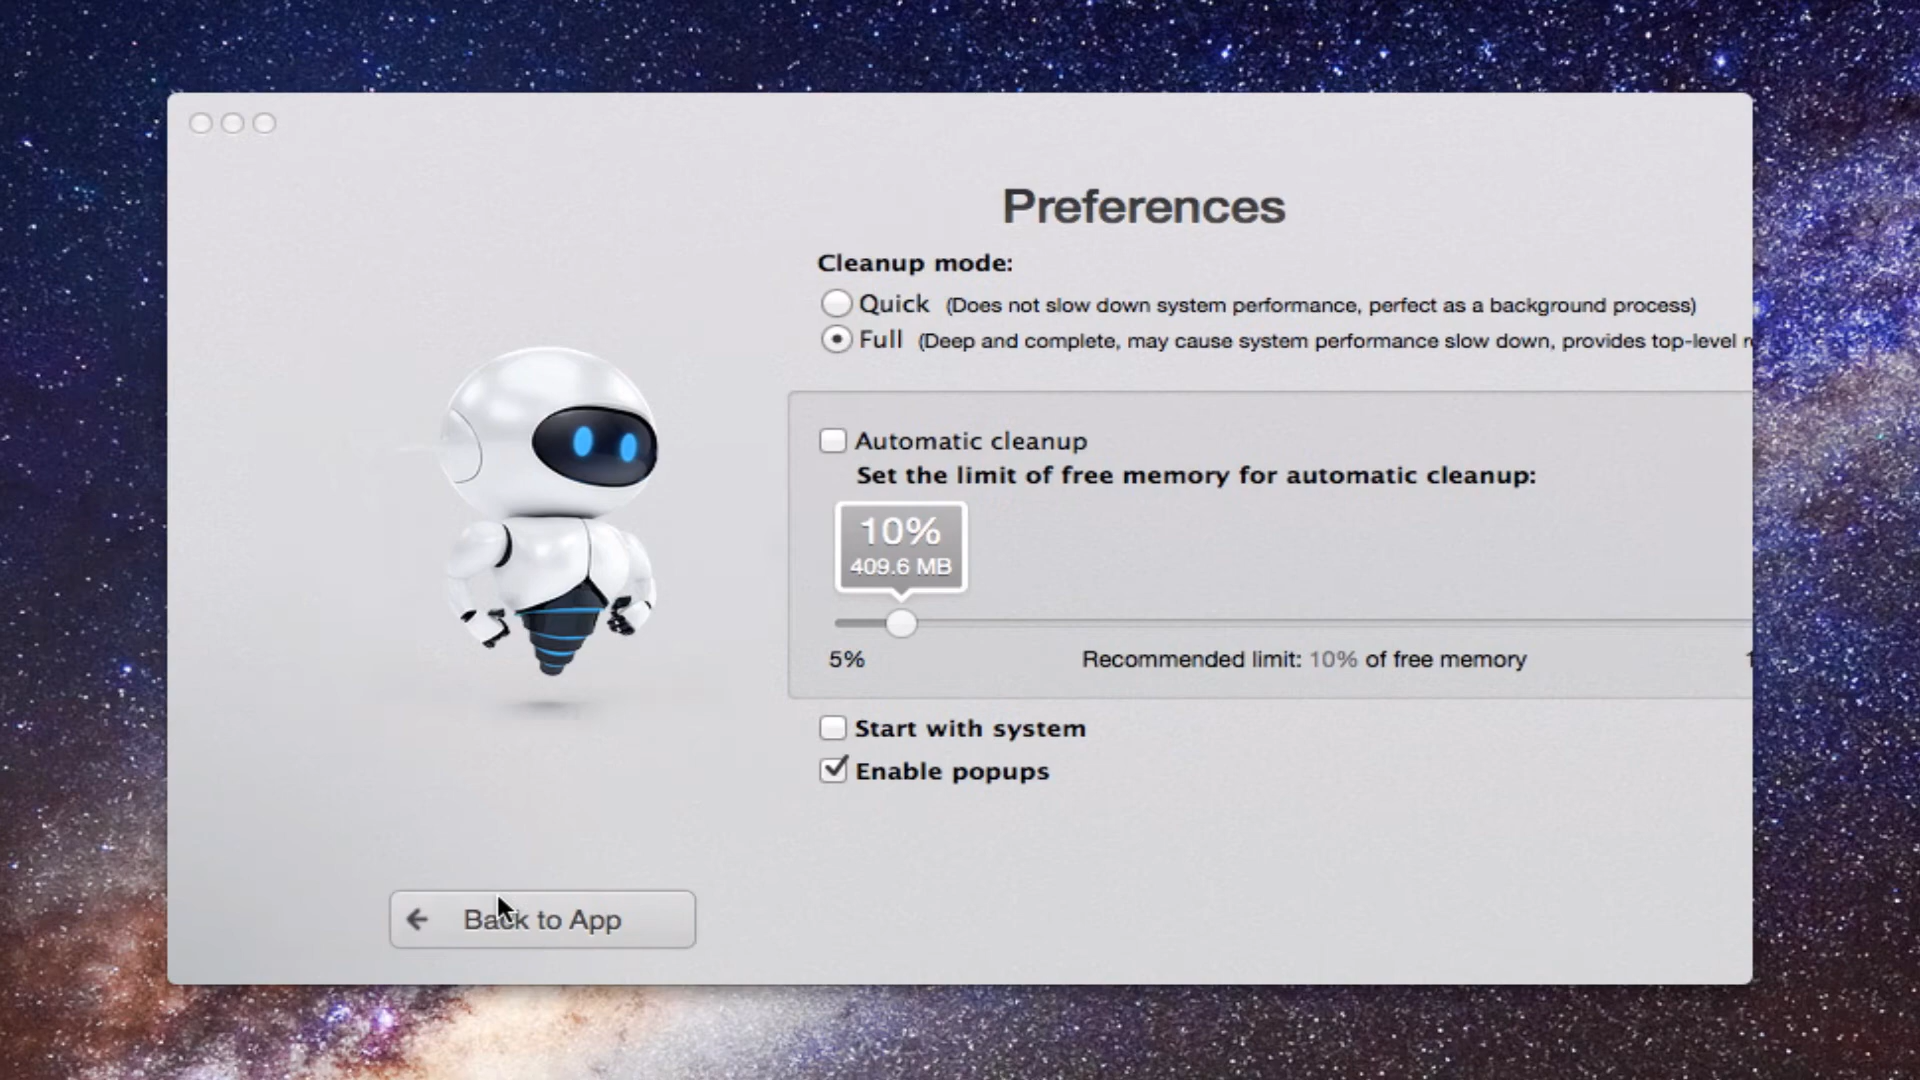 Preferences
Cleanup mode:
Quick (Does not slow down system performance, perfect as a background process)
Full (Deep and complete, may cause system performance slow down, provides top-level
Automatic cleanup
Set the limit of free memory for automatic cleanup:
10%
409.6 MB
5% Recommended limit: 10% of free memory
Start with system
Enable popups
Back to App